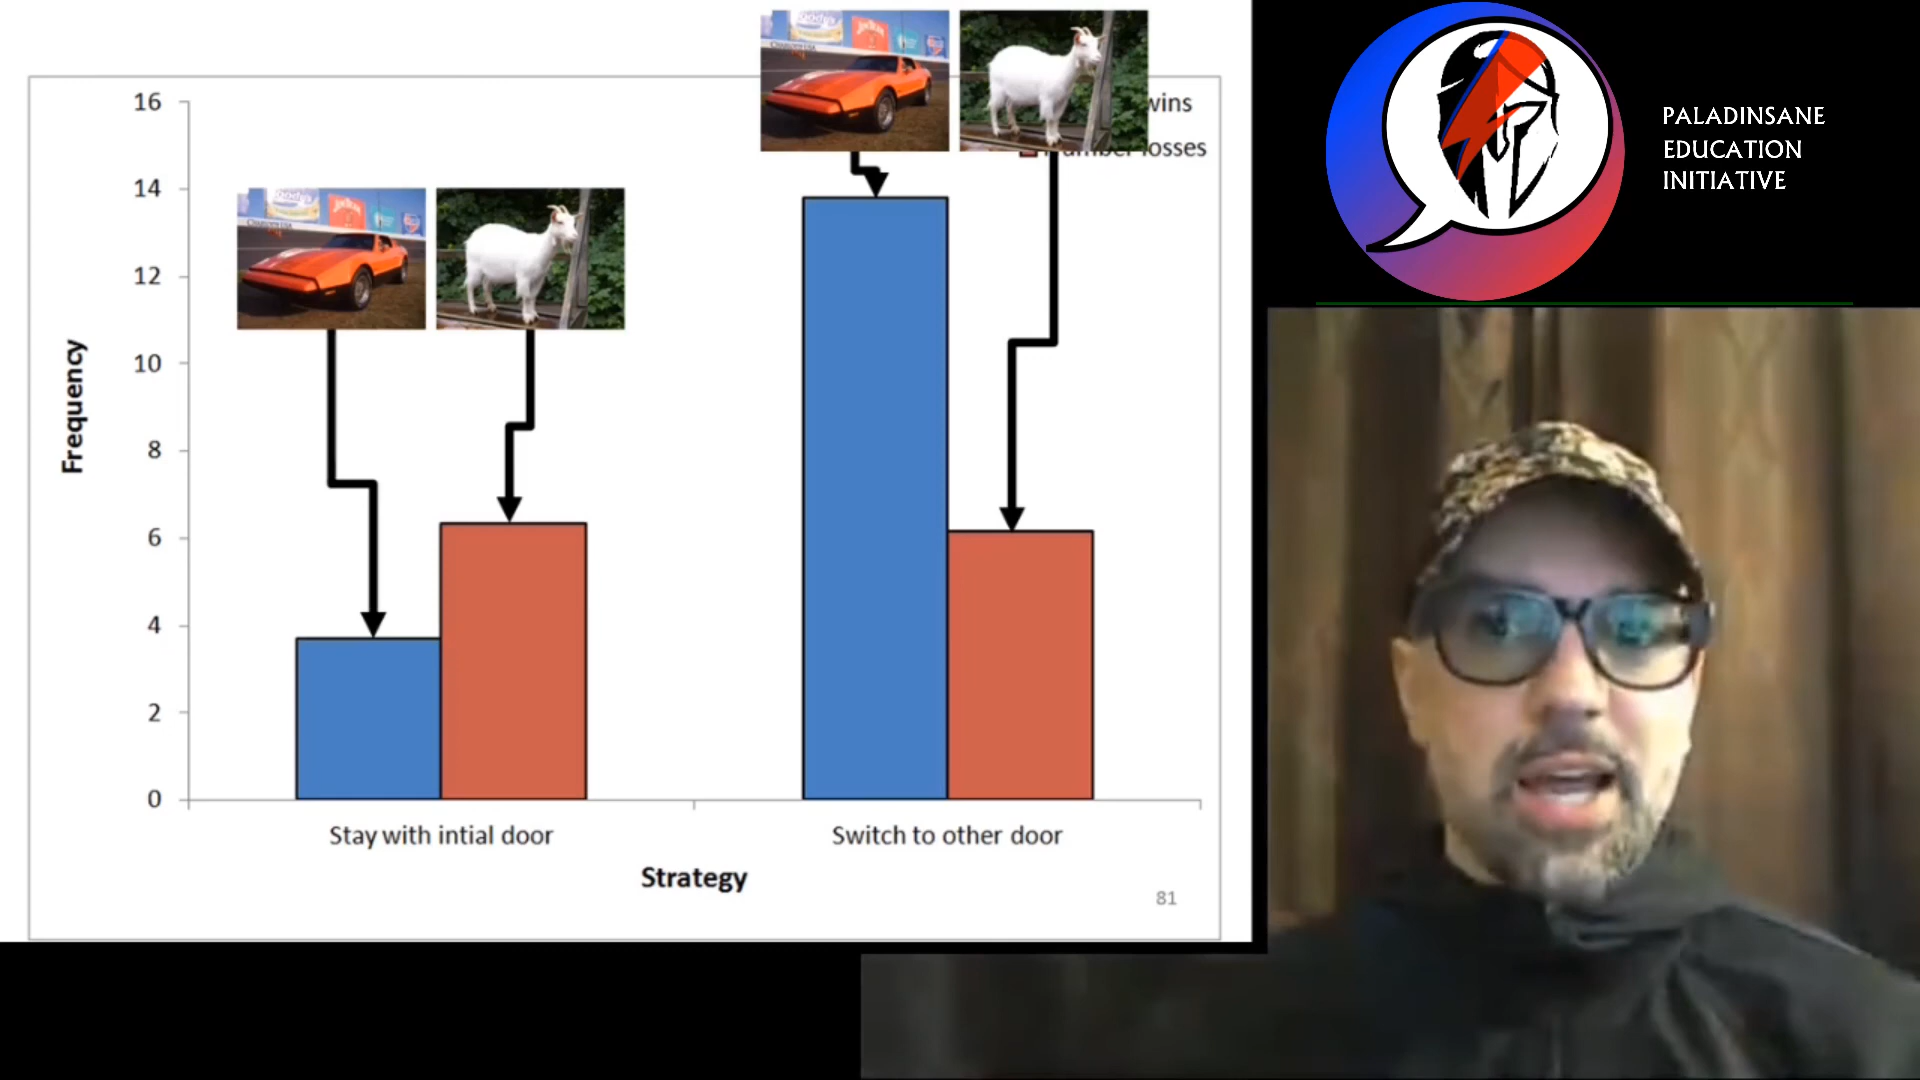 16
14
12
10
8
6
4
2
0
Frequency
wins
losses
Stay with intial door
Switch to other door
Strategy
81
PALADINSANE
EDUCATION
INITIATIVE